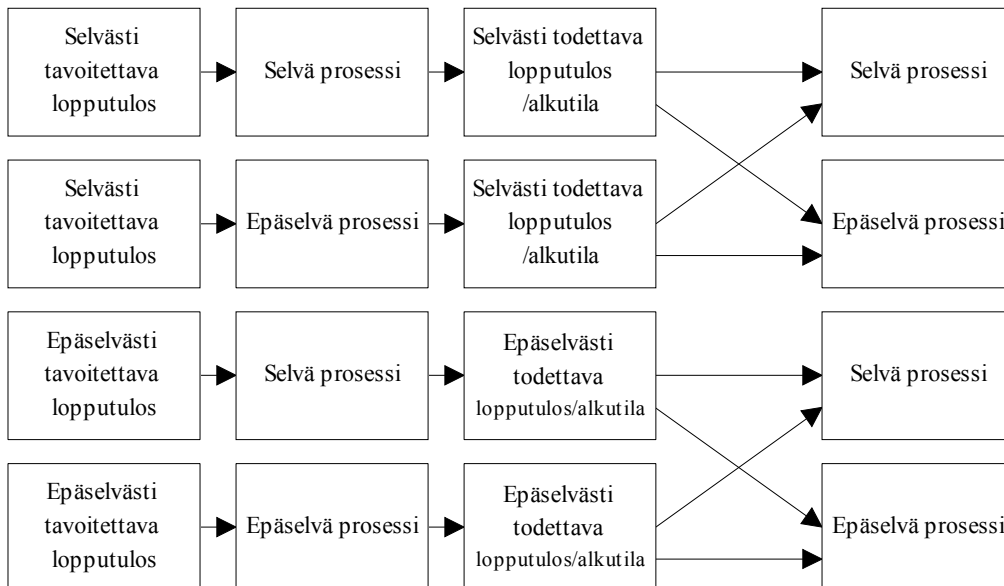 Selvästi
tavoitettava
lopputulos
Selvä prosessi
Selvästi todettava
lopputulos
/alkutila
Selvä prosessi
Selvästi
tavoitettava
lopputulos
Epäselvä prosessi
Selvästi todettava
lopputulos
/alkutila
Epäselvä prosessi
Epäselvästi
tavoitettava
lopputulos
Selvä prosessi
Epäselvästi
todettava
lopputulos/alkutila
Selvä prosessi
Epäselvästi
tavoitettava
lopputulos
Epäselvä prosessi
Epäselvästi
todettava
lopputulos/alkutila
Epäselvä prosessi